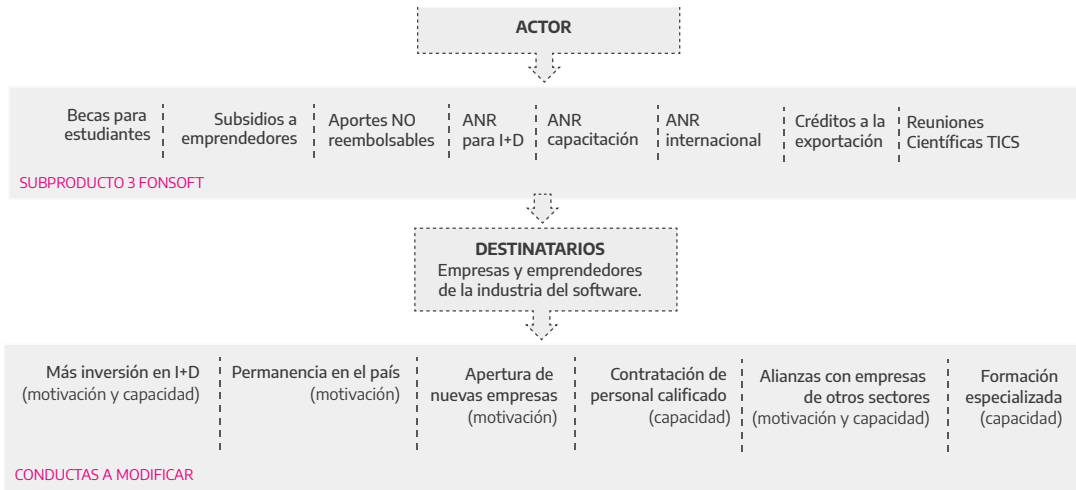 ACTOR
Becas para
estudiantes
Subsidios a
emprendedores
Aportes NO
reembolsables
ANR
para I+D
ANR
capacitación
ANR
internacional
Créditos a la
exportación
Reuniones
Científicas TICS
SUBPRODUCTO 3 FONSOFT
DESTINATARIOS
Empresas y emprendedores
de la industria del software.
Más inversión en I+D
(motivación y capacidad)
Permanencia en el país
(motivación)
Apertura de
nuevas empresas
(motivación)
Contratación de
personal calificado
(capacidad)
Alianzas con empresas
de otros sectores
(motivación y capacidad)
Formación
especializada
(capacidad)
CONDUCTAS A MODIFICAR